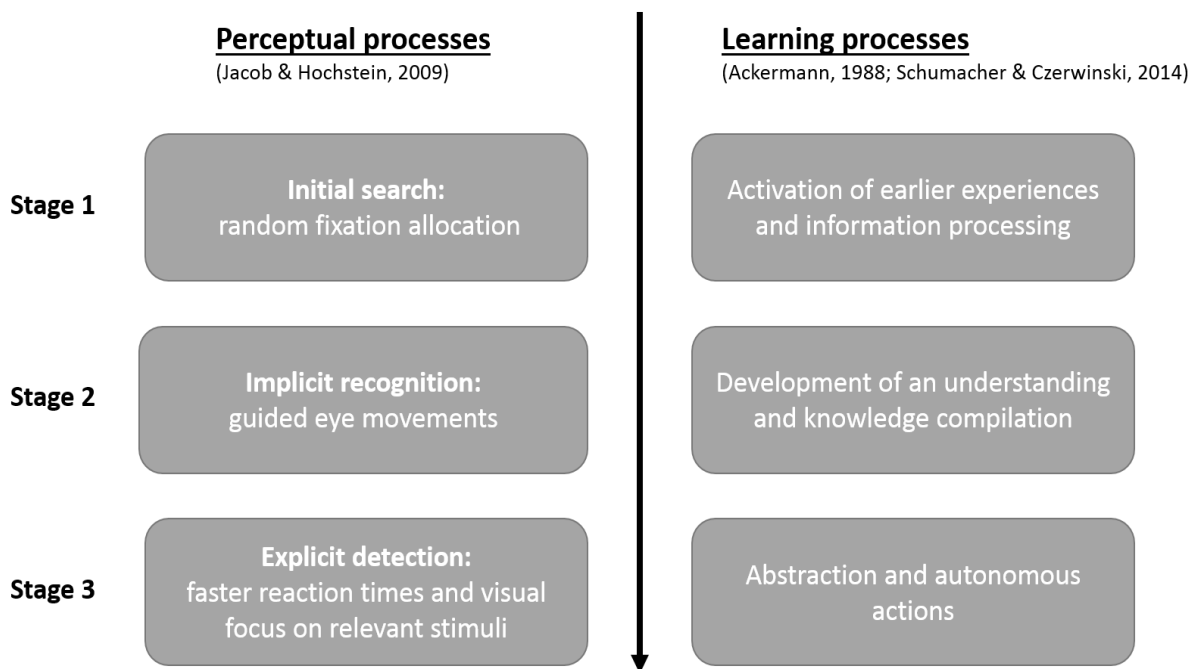 Perceptual processes
(Jacob & Hochstein, 2009)
Learning processes
(Ackermann, 1988; Schumacher & Czerwinski, 2014)
Stage 1
Initial search:
random fixation allocation
Activation of earlier experiences
and information processing
Stage 2
Implicit recognition:
guided eye movements
Development of an understanding
and knowledge compilation
Stage 3
Explicit detection:
faster reaction times and visual
focus on relevant stimuli
Abstraction and autonomous
actions